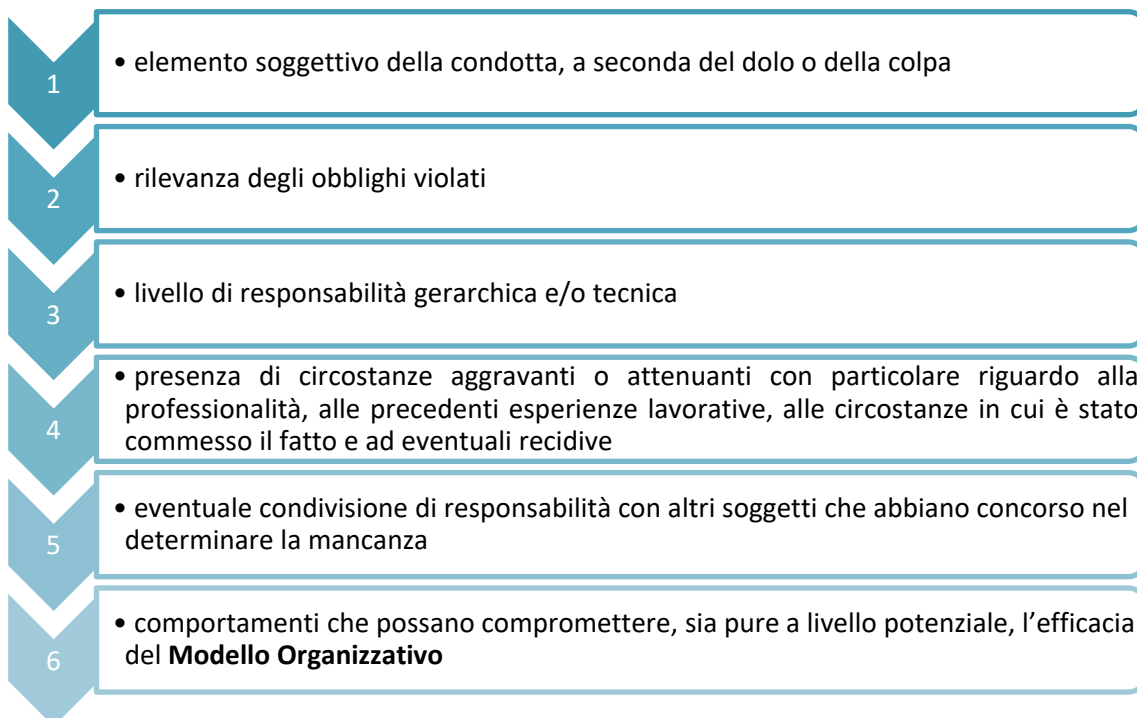 1
• elemento soggettivo della condotta, a seconda del dolo o della colpa
2
• rilevanza degli obblighi violati
3
• livello di responsabilità gerarchica e/o tecnica
4
• presenza di circostanze aggravanti o attenuanti con particolare riguardo alla
professionalità, alle precedenti esperienze lavorative, alle circostanze in cui è stato
commesso il fatto e ad eventuali recidive
5
• eventuale condivisione di responsabilità con altri soggetti che abbiano concorso nel
determinare la mancanza
6
• comportamenti che possano compromettere, sia pure a livello potenziale, l’efficacia
del Modello Organizzativo